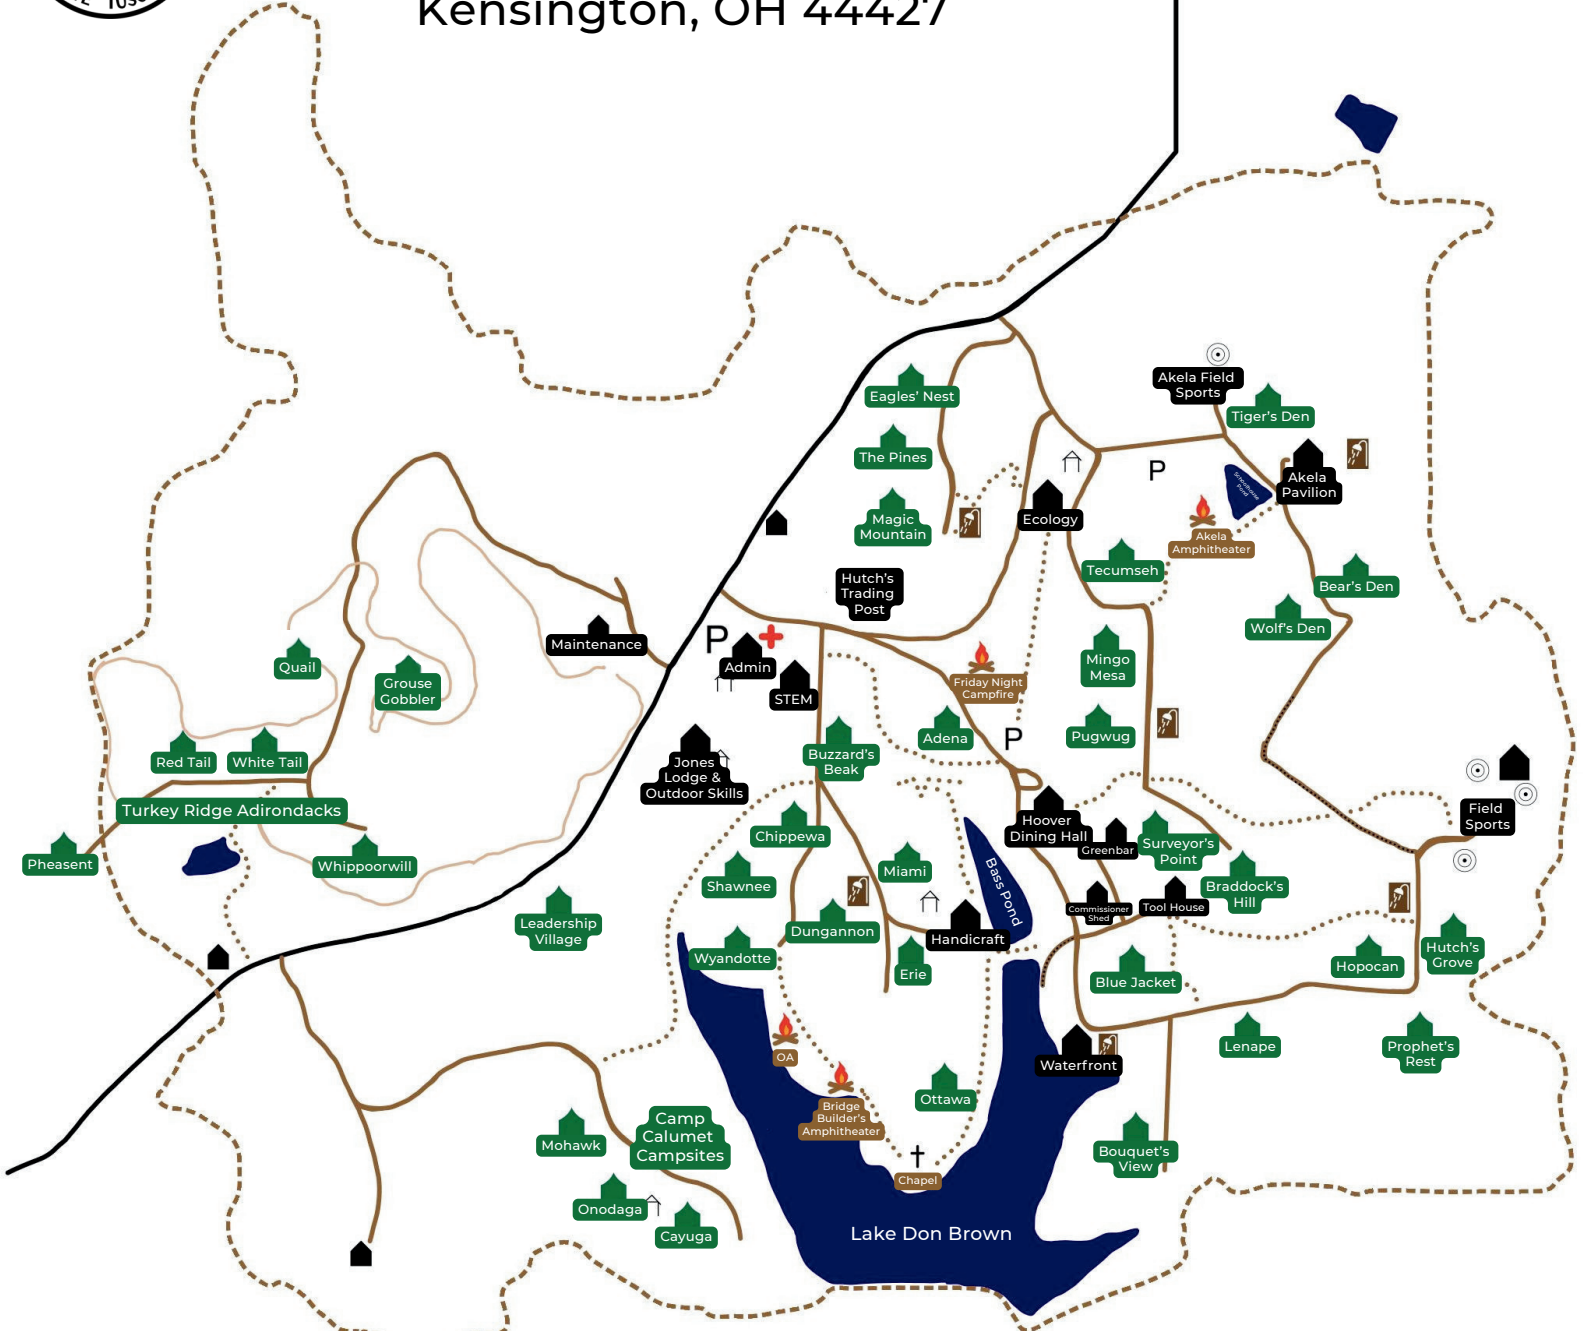 Kensington, OH 44427
Akela Field
Sports
Tiger's Den
Eagles' Nest
The Pines
P
Akela
Pavilion
Schoolhouse
Pond
Magic
Mountain
Ecology
Akela
Amphitheater
Tecumseh
Bear's Den
Hutch's
Trading
Post
Wolf's Den
Maintenance
P
Admin
STEM
Quail
Grouse
Gobbler
Friday Night
Campfire
Mingo
Mesa
Red Tail
White Tail
Buzzard's
Beak
Adena
P
Pugwug
Jones
Lodge &
Outdoor Skills
Turkey Ridge Adirondacks
Field
Sports
Chippewa
Hoover
Dining Hall
Greenbar
Surveyor's
Point
Pheasent
Whippoorwill
Shawnee
Miami
Bass Pond
Braddock's
Hill
Commissioner
Shed
Tool House
Leadership
Village
Dungannon
Handicraft
Wyandotte
Erie
Blue Jacket
Hopocan
Hutch's
Grove
OA
Waterfront
Lenape
Prophet's
Rest
Bridge
Builder's
Amphitheater
Ottawa
Mohawk
Camp
Calumet
Campsites
Bouquet's
View
Chapel
Onodaga
Cayuga
Lake Don Brown